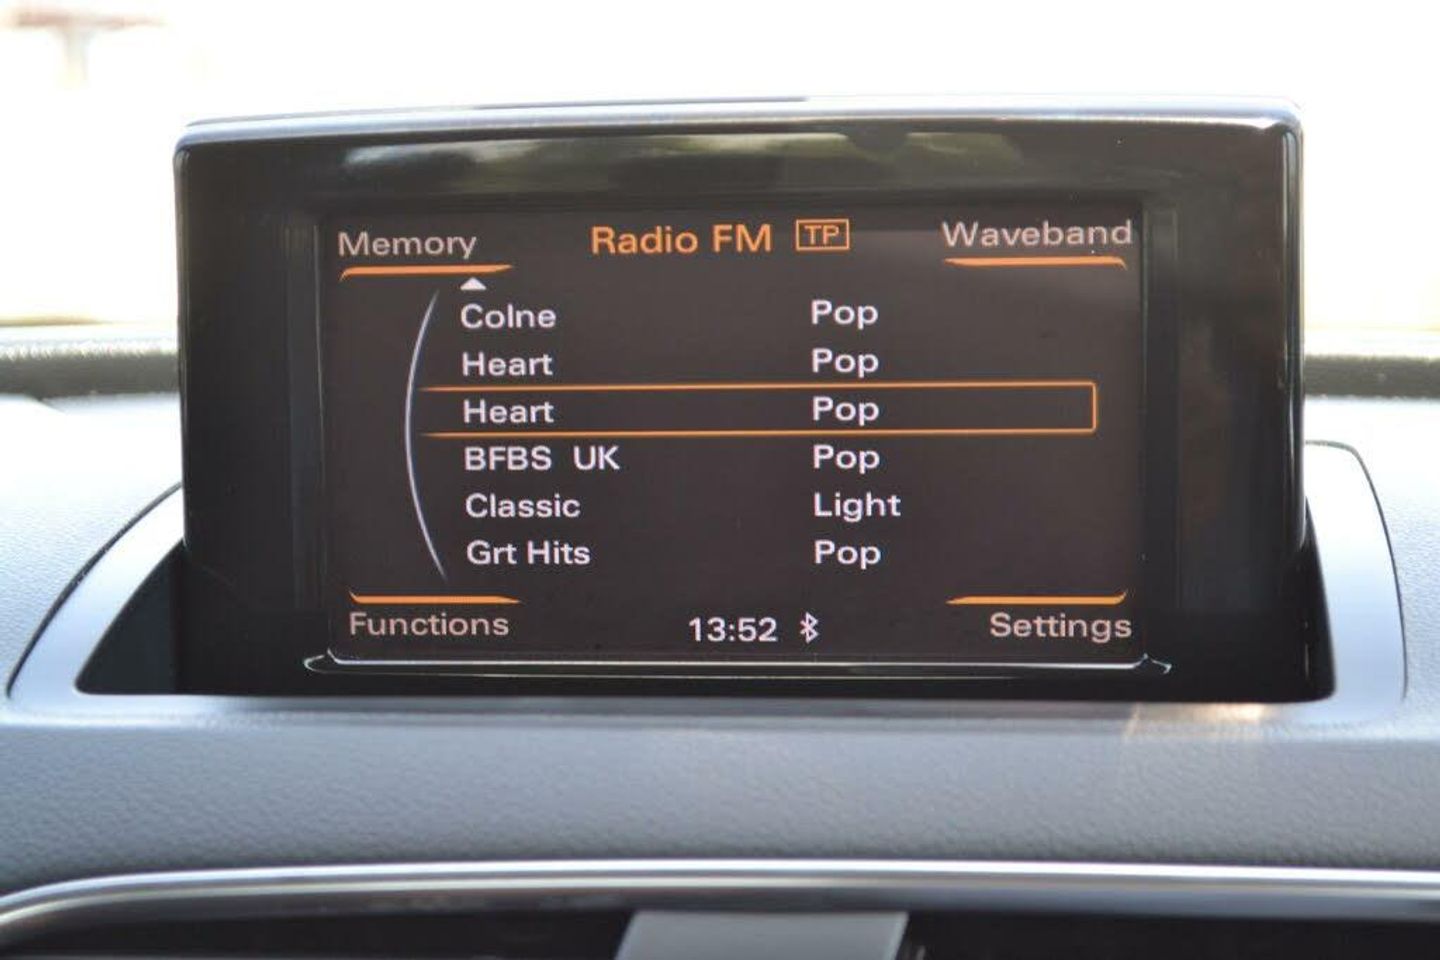 Memory Radio FM TP Waveband
Colne Pop
Heart Pop
Heart Pop
BFBS UK Pop
Classic Light
Grt Hits Pop
Functions 13:52 Settings